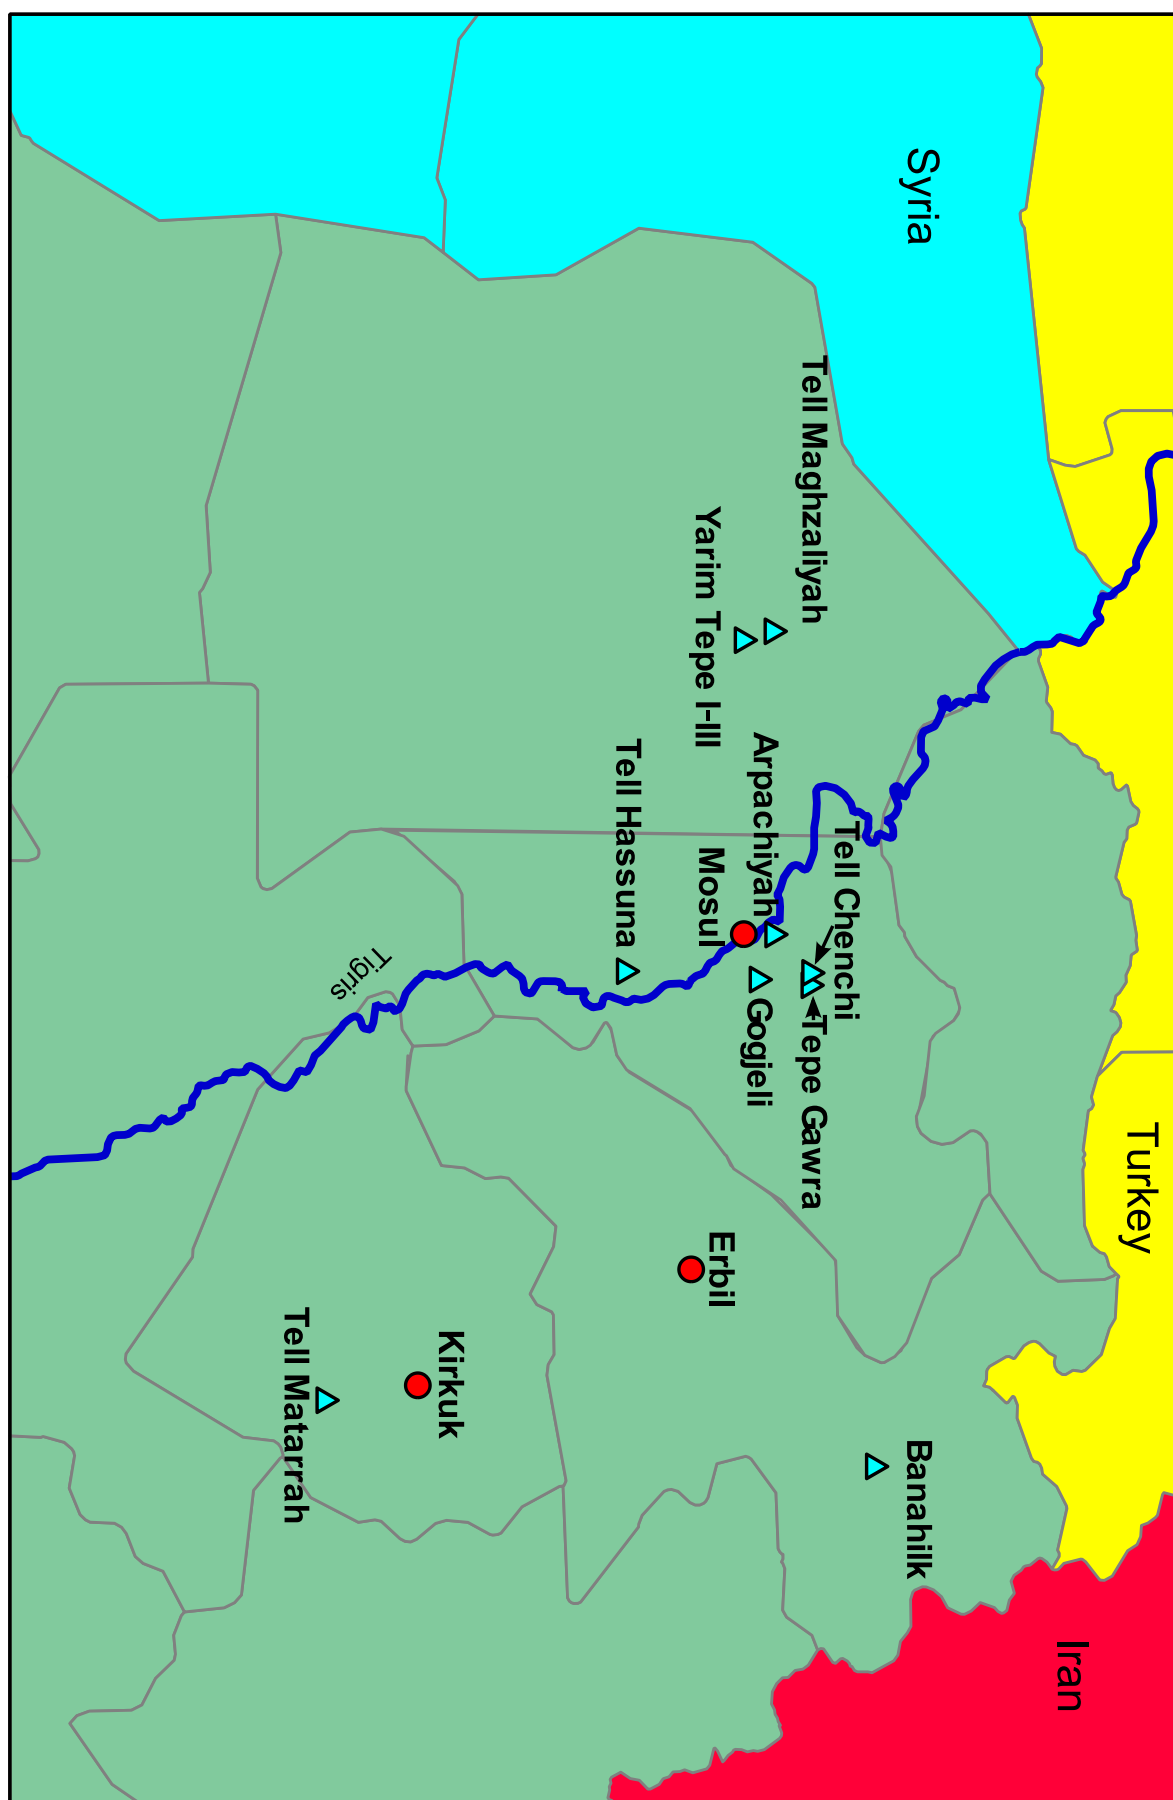 Syria
Turkey
Iran
Tell Maghzaliyah
Yarim Tepe I-III
Arpachiyah
Tell Chenchi
Mosul
Tell Hassuna
Gogjeli
Tepe Gawra
Tigris
Erbil
Banahilk
Kirkuk
Tell Matarrah